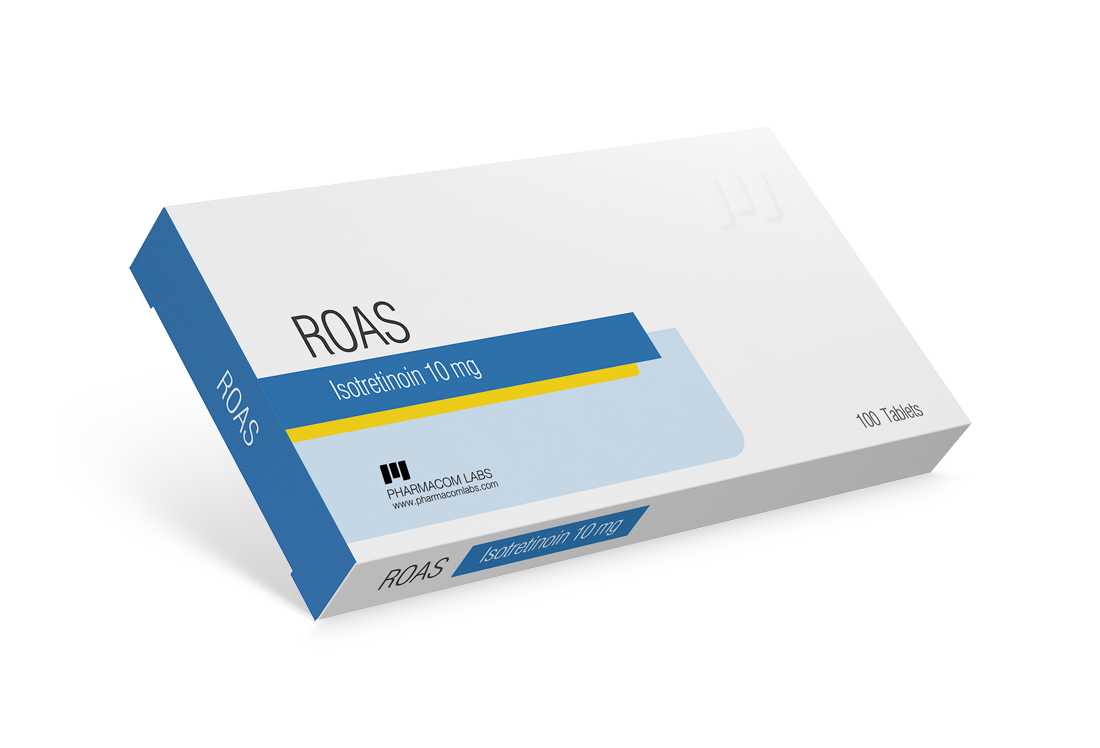 ROAS
Isotretinoin 10 mg
PHARMACOM LABS
www.pharmacomlabs.com
100 Tablets
ROAS
ROAS
Isotretinoin 10 mg